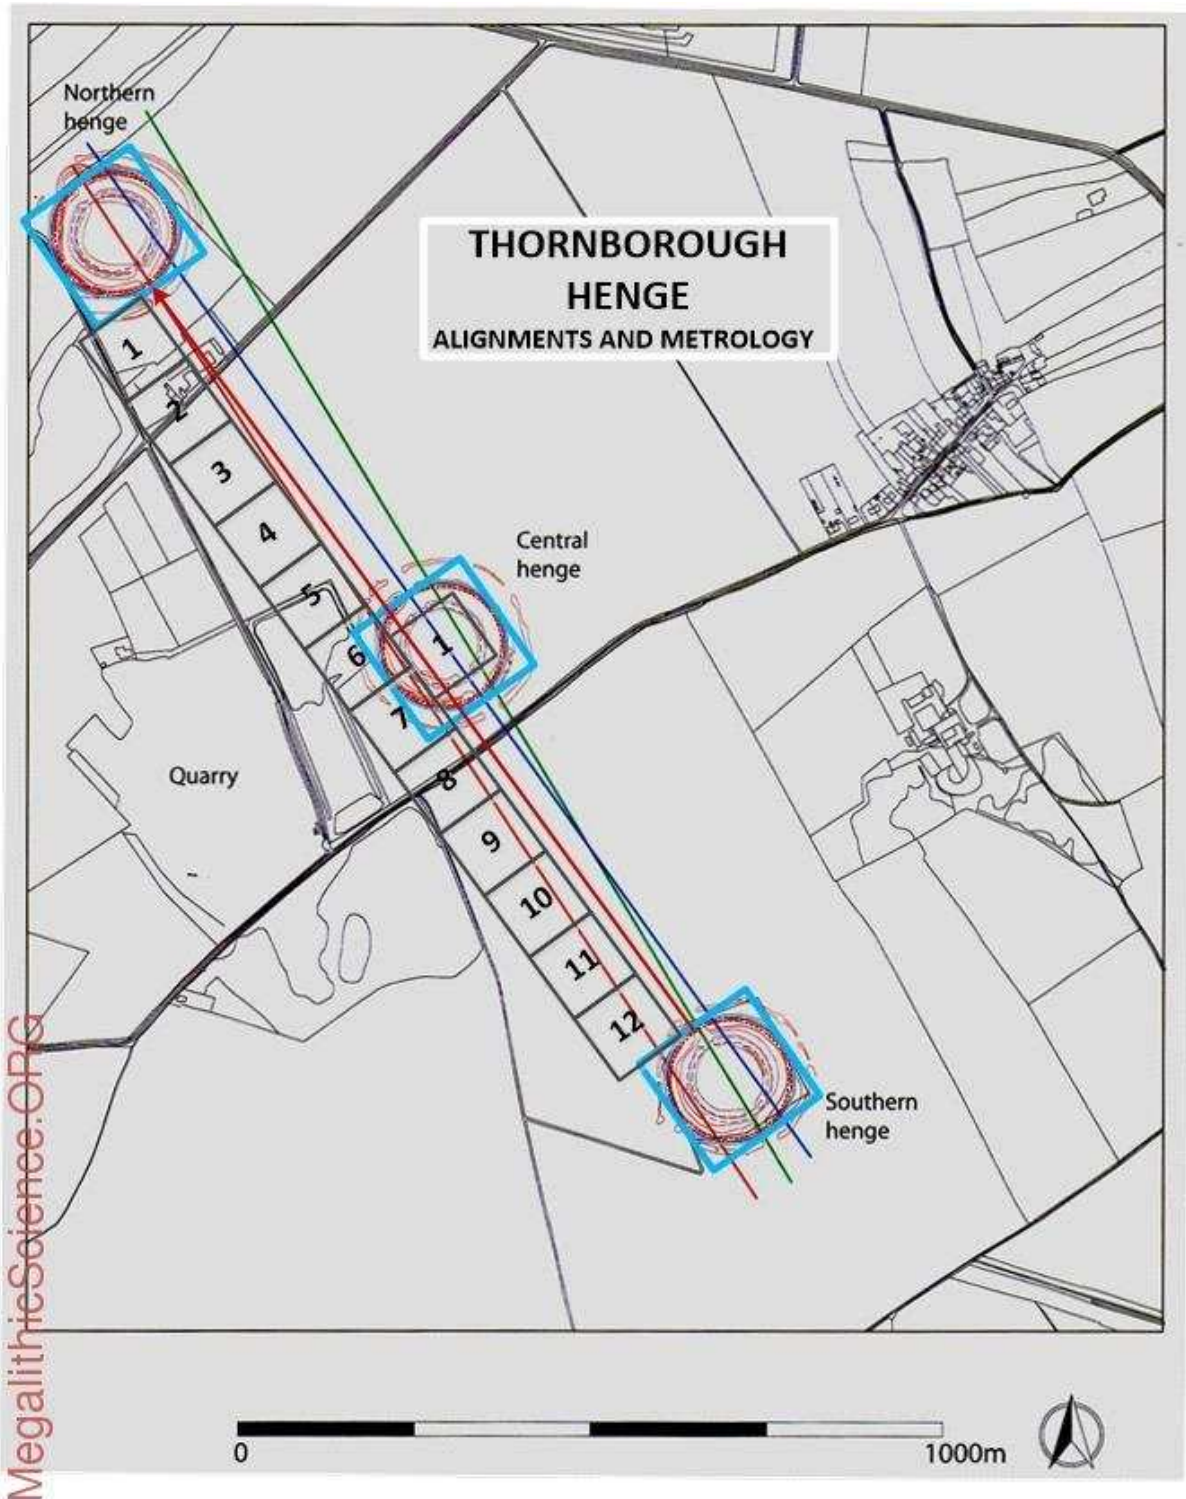 Northern
henge
THORNBOROUGH
HENGE
ALIGNMENTS AND METROLOGY
1
2
3
4
5
6
7
8
9
10
11
12
1
Central
henge
Quarry
Southern
henge
0
1000m
MegalithicScience.ORG